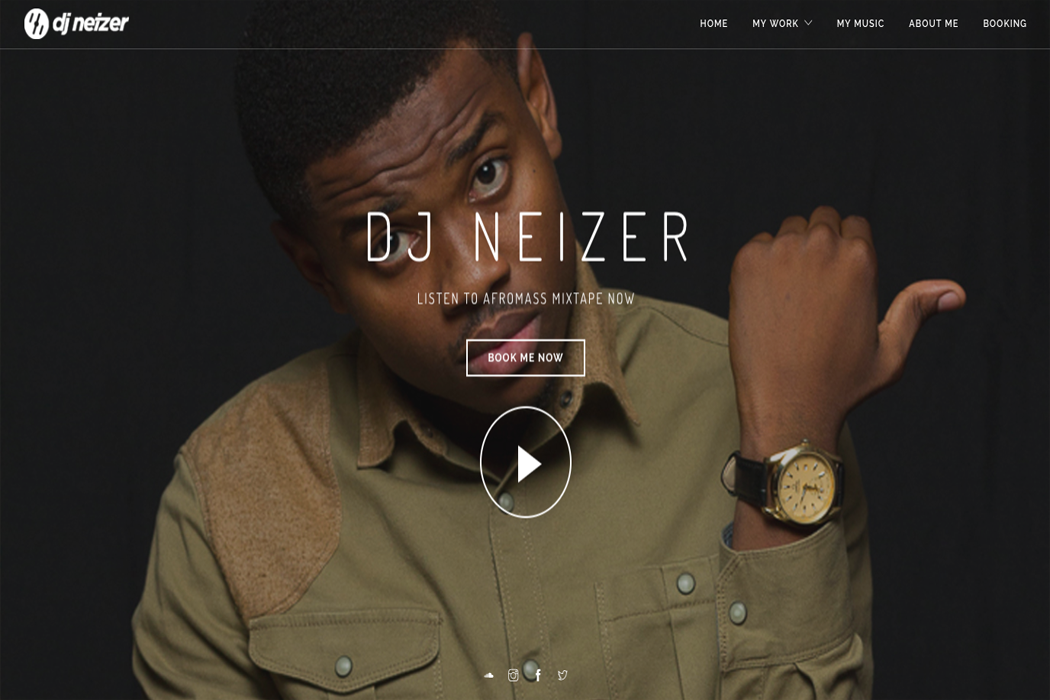 dj neizer
HOME MY WORK MY MUSIC ABOUT ME BOOKING
DJ NEIZER
LISTEN TO AFROMASS MIXTAPE NOW
BOOK ME NOW